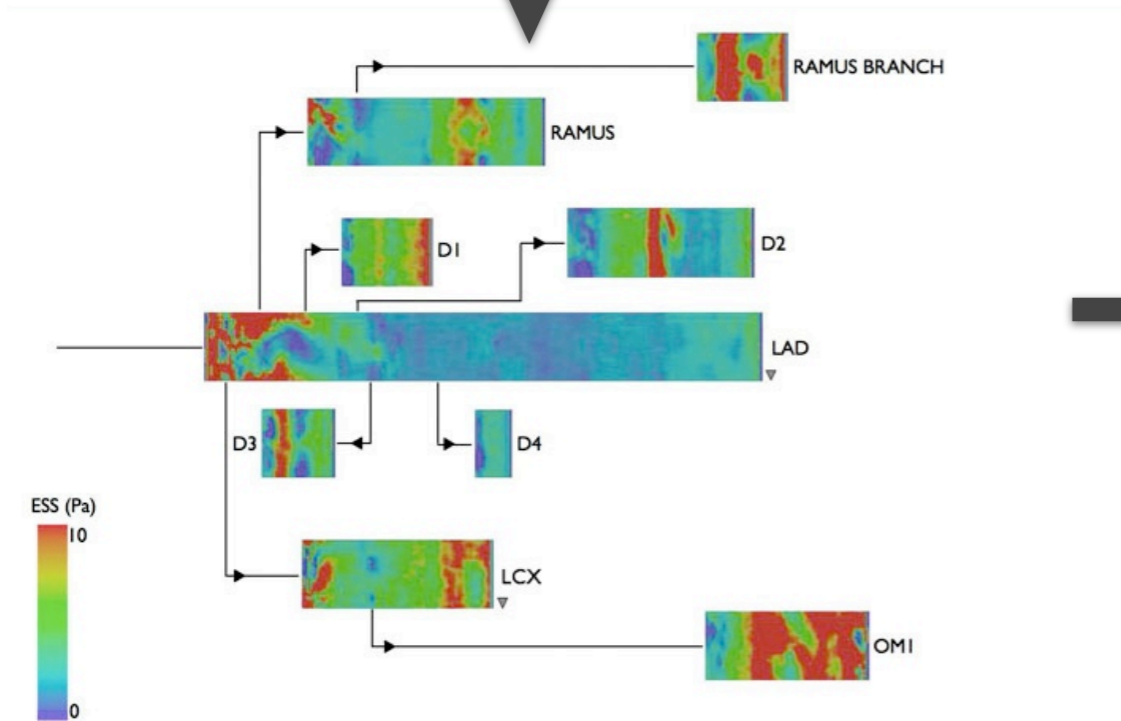 RAMUS BRANCH
RAMUS
D1
D2
LAD
D3
D4
ESS (Pa)
10
LCX
OM1
0